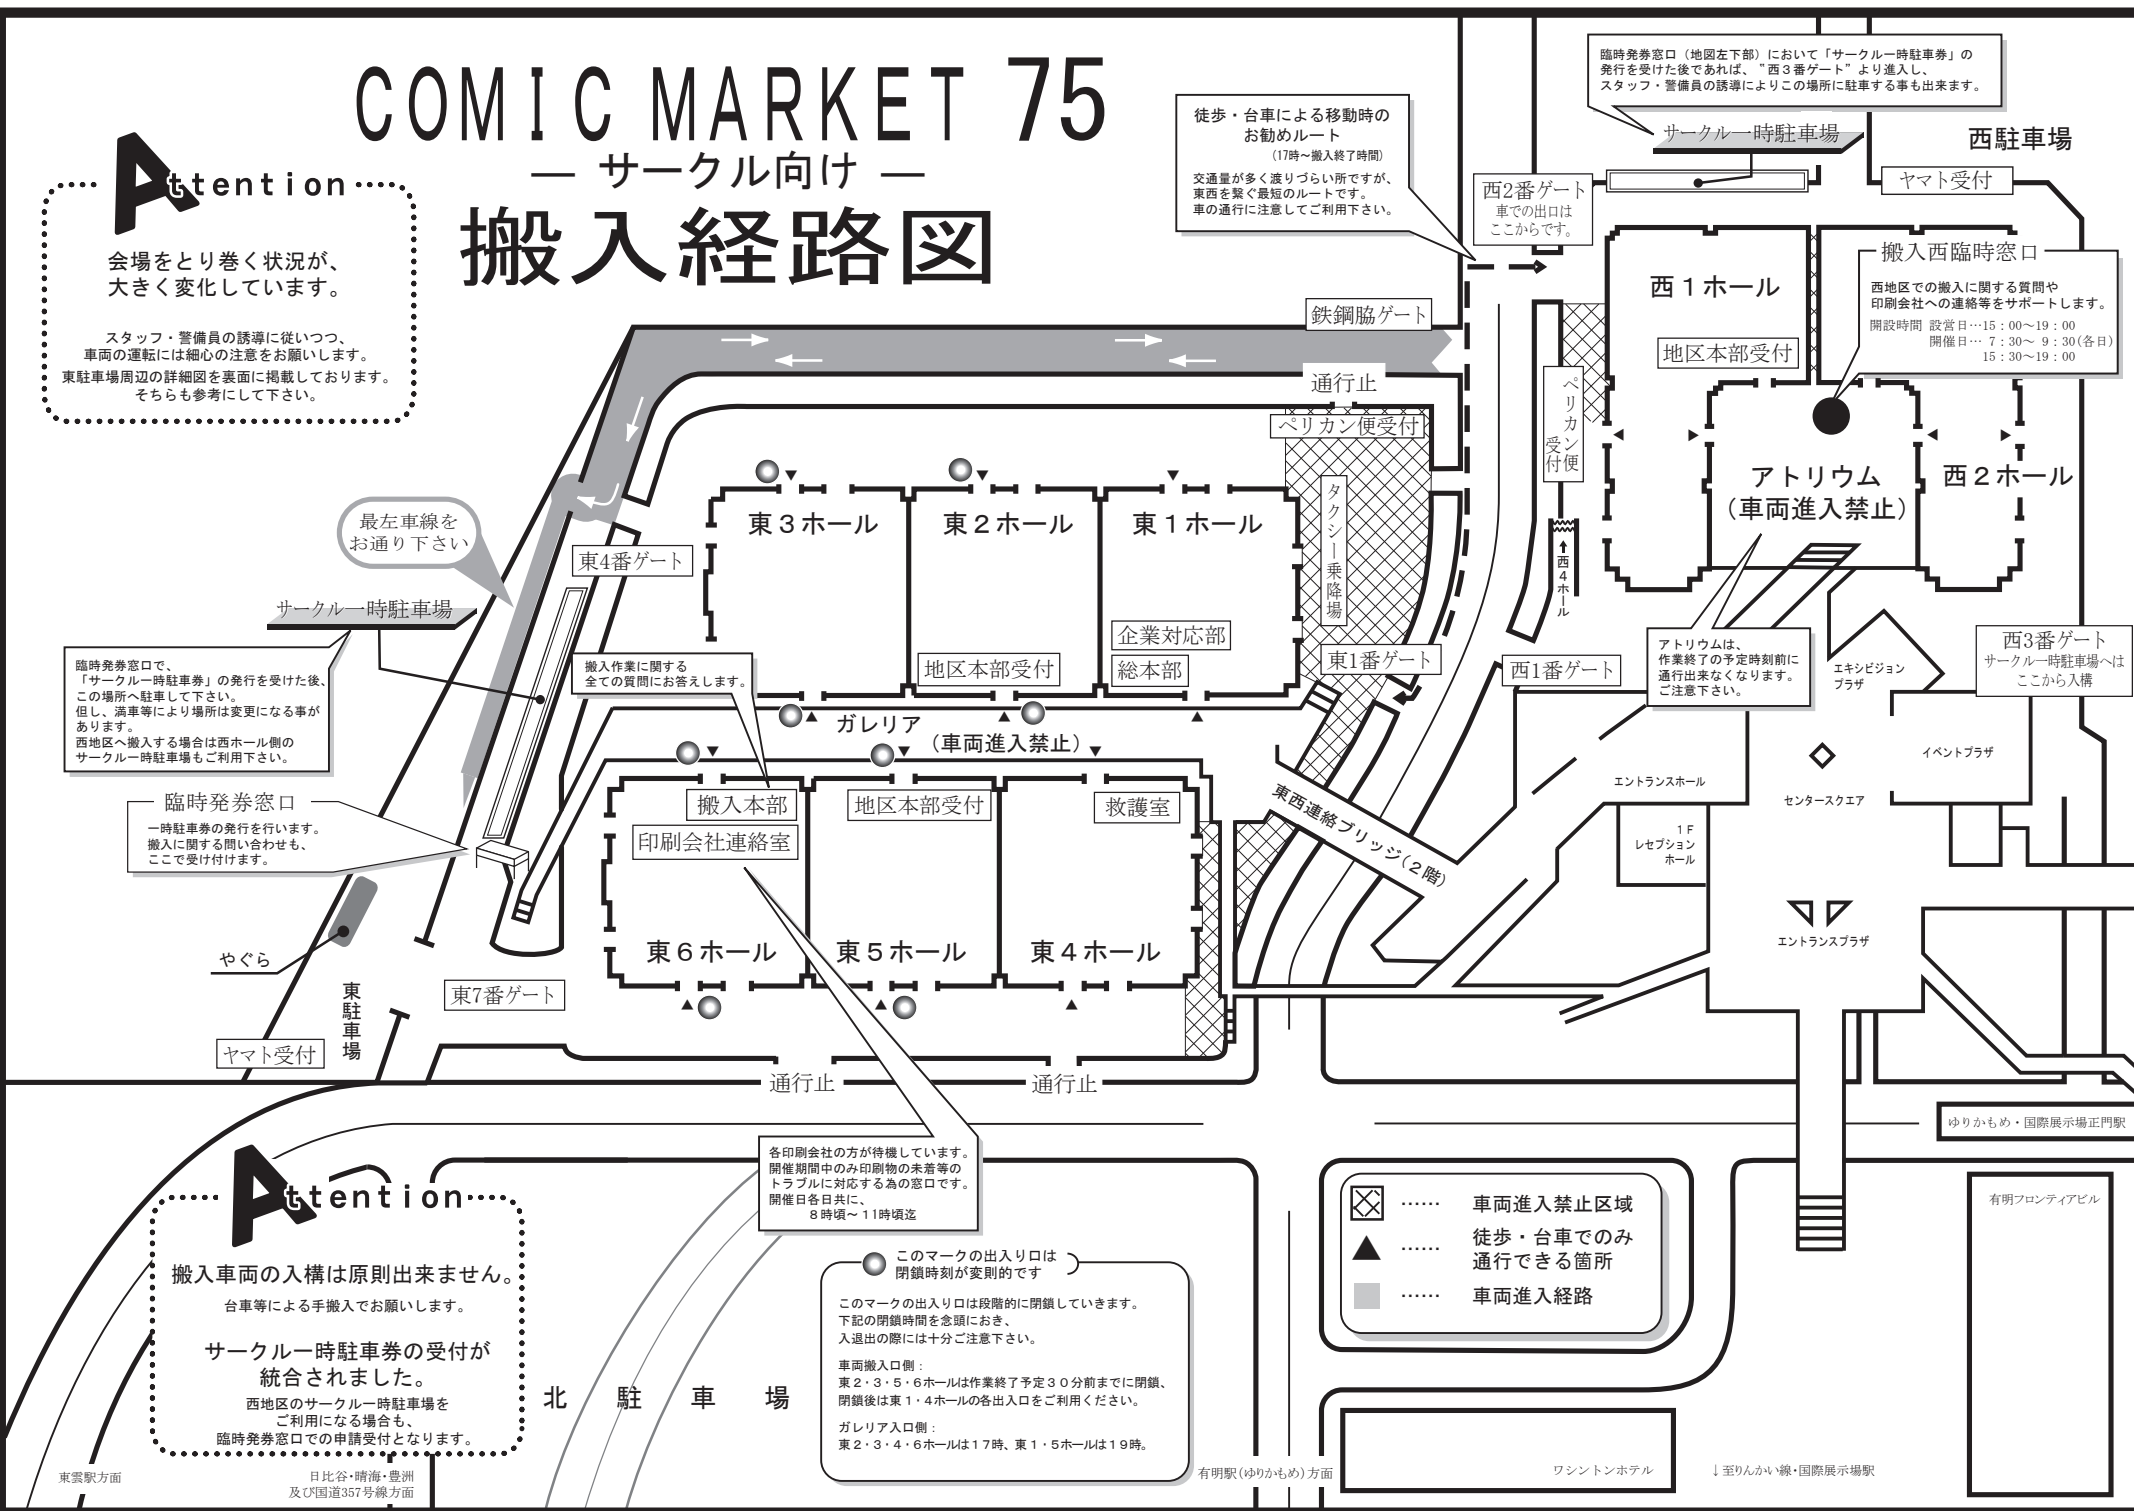 COMIC MARKET 75
― サークル向け ―
搬入経路図
Attention
会場をとり巻く状況が、
大きく変化しています。
スタッフ・警備員の誘導に従いつつ、
車両の運転には細心の注意をお願いします。
東駐車場周辺の詳細図を裏面に掲載しております。
そちらも参考にして下さい。
徒歩・台車による移動時の
お勧めルート
(17時～搬入終了時間)
交通量が多く渡りづらい所ですが、
東西を繋ぐ最短のルートです。
車の通行に注意してご利用下さい。
臨時発券窓口（地図左下部）において「サークル一時駐車券」の
発行を受けた後であれば、“西３番ゲート”より進入し、
スタッフ・警備員の誘導によりこの場所に駐車する事も出来ます。
サークル一時駐車場
西駐車場
ヤマト受付
西2番ゲート
車での出口は
ここからです。
搬入西臨時窓口
西地区での搬入に関する質問や
印刷会社への連絡等をサポートします。
開設時間 設営日…15：00～19：00
開催日… 7：30～ 9：30(各日)
15：30～19：00
西１ホール
地区本部受付
鉄鋼脇ゲート
通行止
ペリカン便受付
ペリカン便
受付
タクシー乗降場
アトリウム
（車両進入禁止）
西２ホール
↑西４ホール
東３ホール
東２ホール
東１ホール
最左車線を
お通り下さい
東4番ゲート
サークル一時駐車場
臨時発券窓口で、
「サークル一時駐車券」の発行を受けた後、
この場所へ駐車して下さい。
但し、満車等により場所は変更になる事が
あります。
西地区へ搬入する場合は西ホール側の
サークル一時駐車場もご利用下さい。
搬入作業に関する
全ての質問にお答えします。
地区本部受付
企業対応部
総本部
東1番ゲート
西1番ゲート
アトリウムは、
作業終了の予定時刻前に
通行出来なくなります。
ご注意下さい。
エキシビジョン
プラザ
西3番ゲート
サークル一時駐車場へは
ここから入構
ガレリア
（車両進入禁止）
エントランスホール
イベントプラザ
センタースクエア
臨時発券窓口
一時駐車券の発行を行います。
搬入に関する問い合わせも、
ここで受け付けます。
搬入本部
印刷会社連絡室
地区本部受付
救護室
東西連絡ブリッジ（２階）
１Ｆ
レセプション
ホール
東６ホール
東５ホール
東４ホール
エントランスプラザ
やぐら
東駐車場
東7番ゲート
ヤマト受付
通行止
通行止
ゆりかもめ・国際展示場正門駅
各印刷会社の方が待機しています。
開催期間中のみ印刷物の未着等の
トラブルに対応する為の窓口です。
開催日各日共に、
８時頃～11時頃迄
Attention
搬入車両の入構は原則出来ません。
台車等による手搬入でお願いします。
サークル一時駐車券の受付が
統合されました。
西地区のサークル一時駐車場を
ご利用になる場合も、
臨時発券窓口での申請受付となります。
北駐車場
このマークの出入り口は
閉鎖時刻が変則的です
このマークの出入り口は段階的に閉鎖していきます。
下記の閉鎖時間を念頭におき、
入退出の際には十分ご注意下さい。
車両搬入口側：
東２・３・５・６ホールは作業終了予定３０分前までに閉鎖、
閉鎖後は東１・４ホールの各出入口をご利用ください。
ガレリア入口側：
東２・３・４・６ホールは１７時、東１・５ホールは１９時。
…… 車両進入禁止区域
…… 徒歩・台車でのみ
通行できる箇所
…… 車両進入経路
有明フロンティアビル
東雲駅方面
日比谷・晴海・豊洲
及び国道357号線方面
有明駅（ゆりかもめ）方面
ワシントンホテル
↓至りんかい線・国際展示場駅